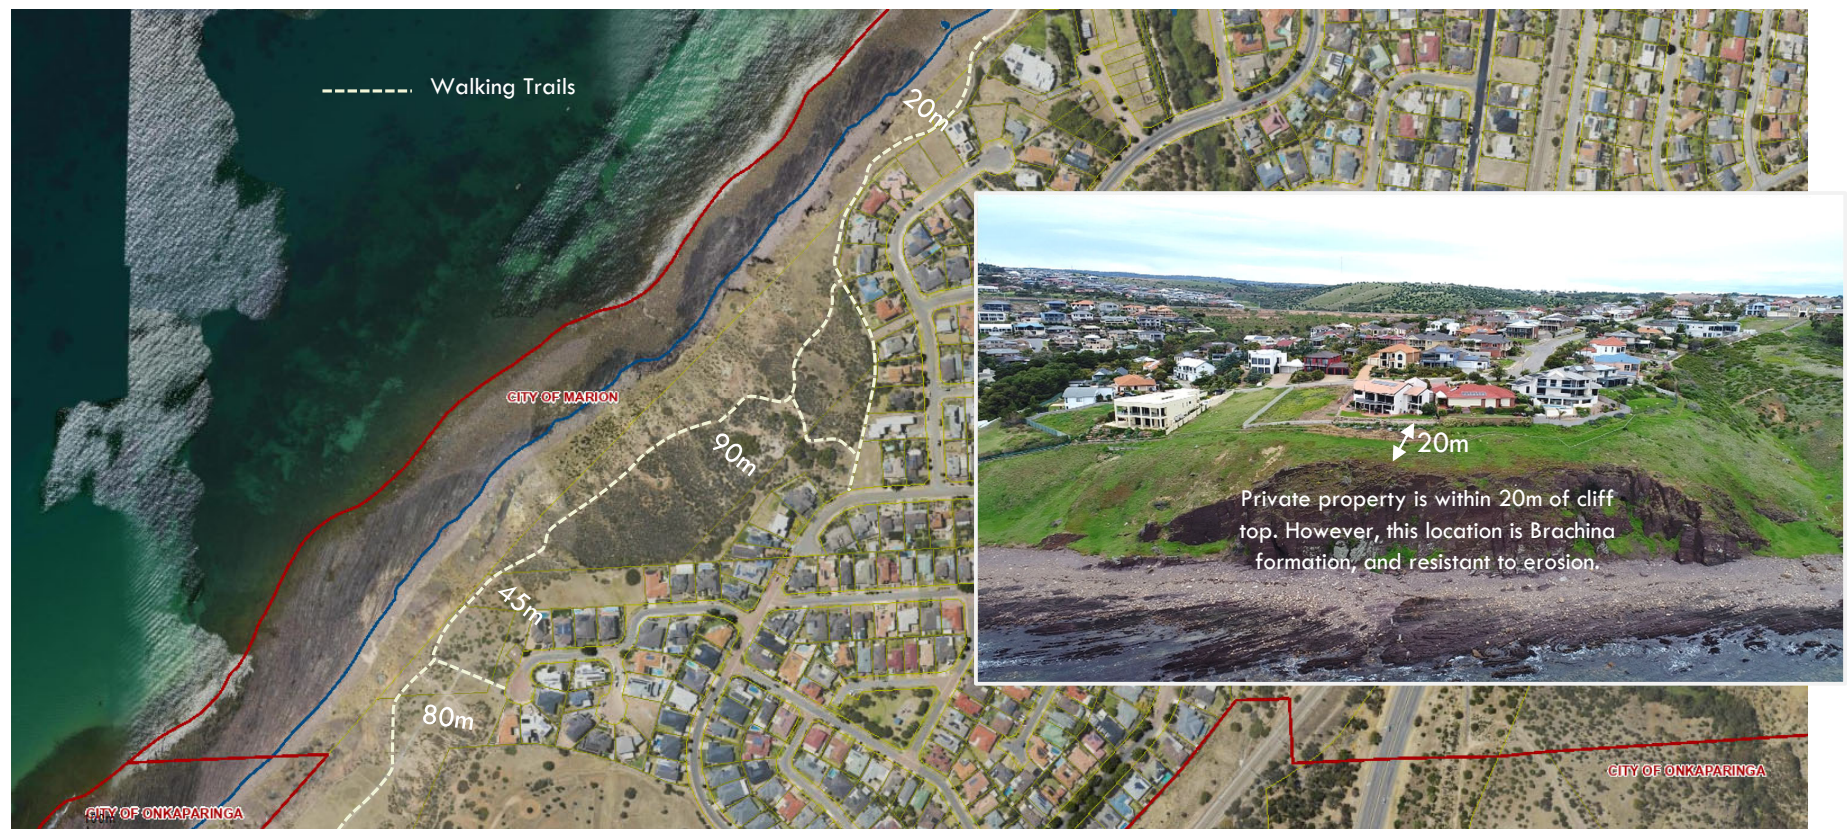 Walking Trails
20m
CITY OF MARION
90m
20m
Private property is within 20m of cliff
top. However, this location is Brachina
formation, and resistant to erosion.
45m
80m
CITY OF ONKAPARINGA
CITY OF ONKAPARINGA